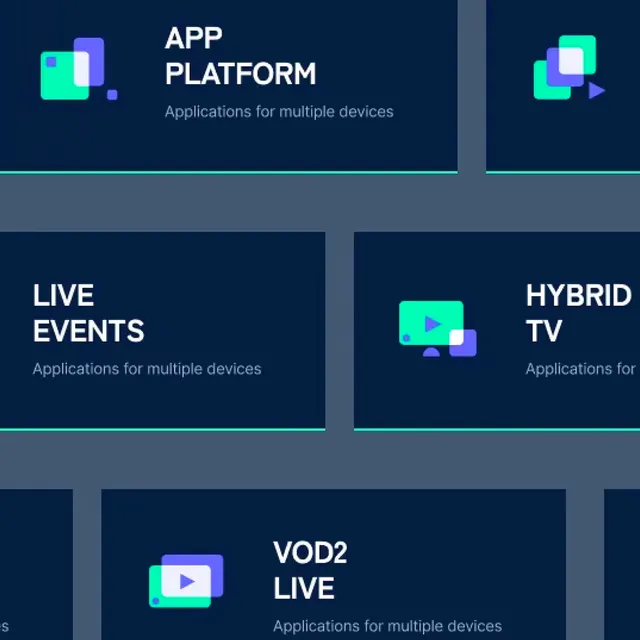 APP
PLATFORM
Applications for multiple devices
LIVE
EVENTS
Applications for multiple devices
HYBRID
TV
Applications for
VOD2
LIVE
Applications for multiple devices